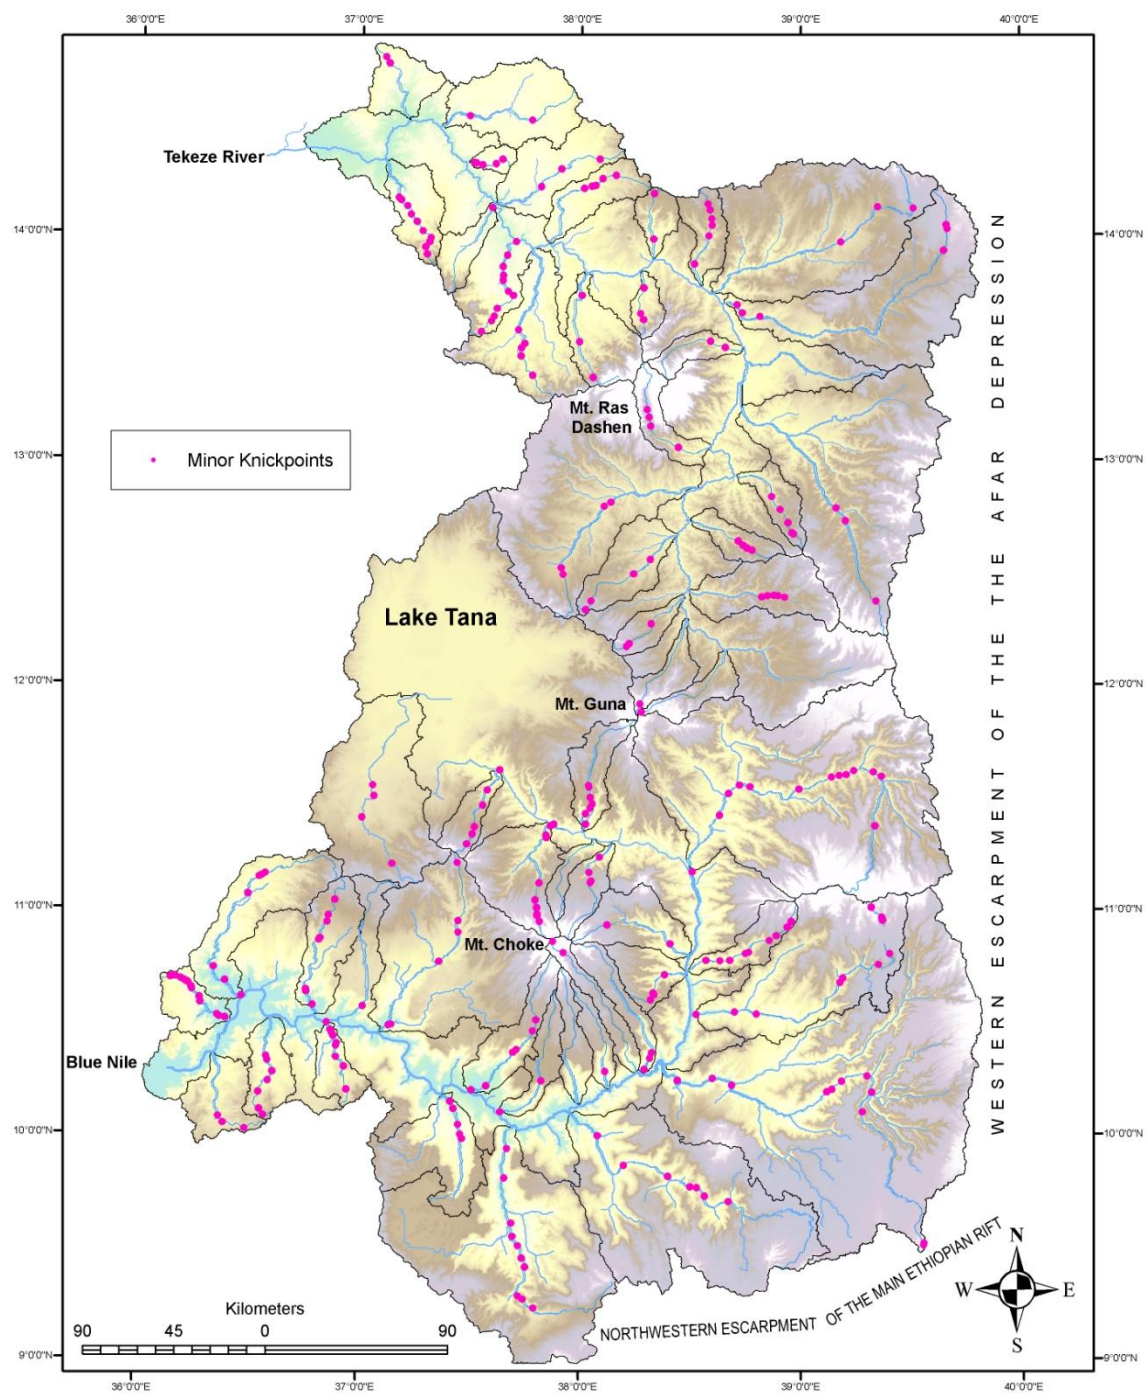 36°0'0"E 37°0'0"E 38°0'0"E 39°0'0"E 40°0'0"E
Tekeze River
14°0'0"N 14°0'0"N
Mt. Ras
Dashen
13°0'0"N 13°0'0"N
Minor Knickpoints
Lake Tana
12°0'0"N 12°0'0"N
Mt. Guna
11°0'0"N 11°0'0"N
Mt. Choke
Blue Nile
10°0'0"N 10°0'0"N
WESTERN ESCARPMENT OF THE AFAR DEPRESSION
NORTHWESTERN ESCARPMENT OF THE MAIN ETHIOPIAN RIFT
N
W E
S
Kilometers
90 45 0 90
9°0'0"N 9°0'0"N
36°0'0"E 37°0'0"E 38°0'0"E 39°0'0"E 40°0'0"E